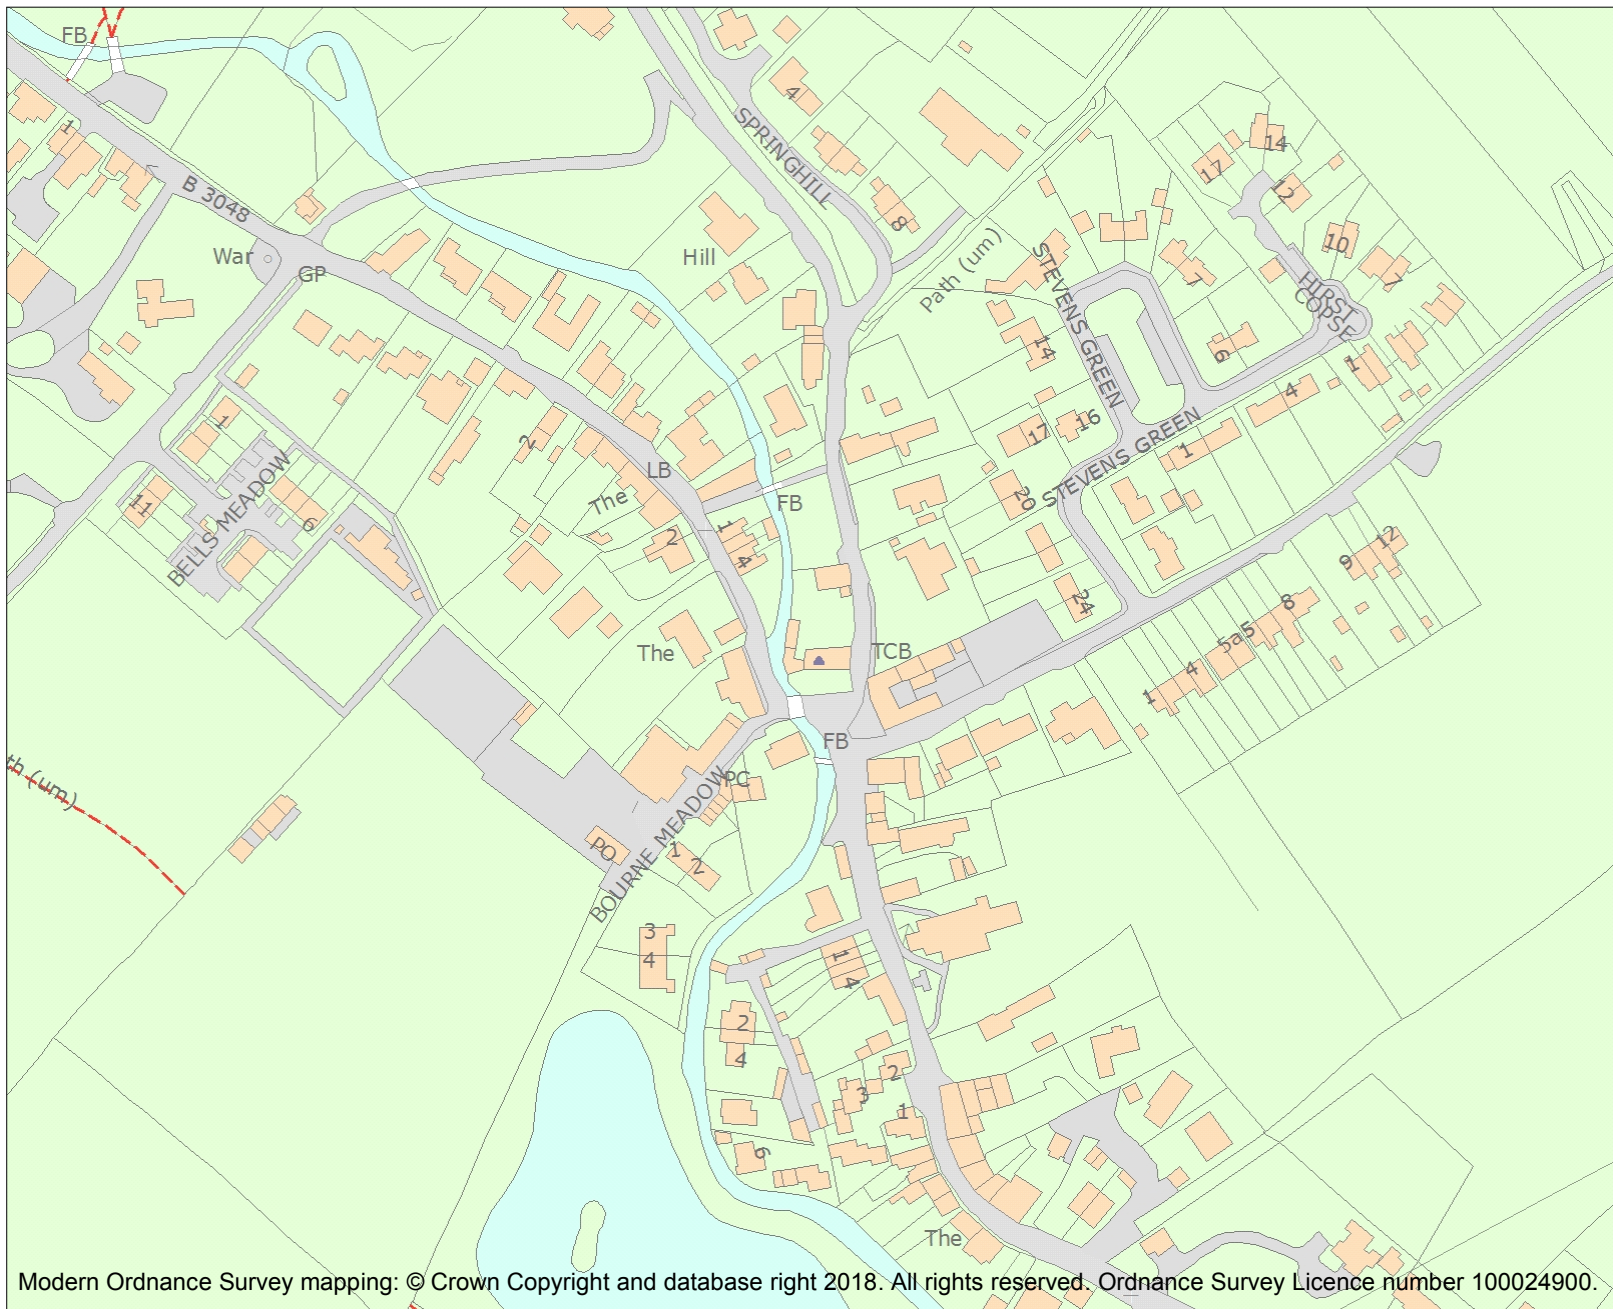 FB
1
B 3048
War
GP
SPRINGHILL
4
8
Hill
Path (um)
14
17
12
10
7
HIRST
COPSE
STEVENS GREEN
7
6
14
1
4
16
17
STEVENS GREEN
1
20
24
1
BELLS MEADOW
11
6
2
The
LB
2
1
4
FB
The
TCB
9
12
8
5a5
4
1
FB
PC
BOURNE MEADOW
PO
1
2
3
4
th (um)
1
4
2
4
2
3
1
6
The
Modern Ordnance Survey mapping: © Crown Copyright and database right 2018. All rights reserved. Ordnance Survey Licence number 100024900.